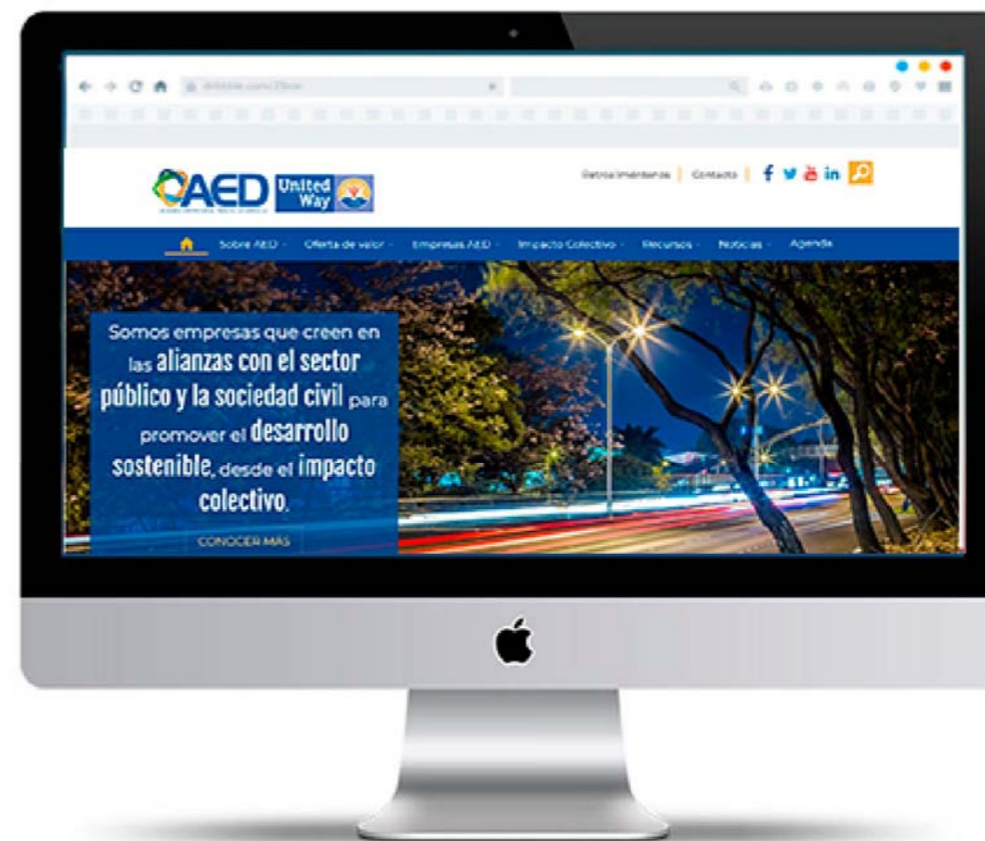 AED
United
Way
Retroaliméntanos | Contacto |
Sobre AED Oferta de valor Empresas AED Impacto Colectivo Recursos Noticias Agenda
Somos empresas que creen en
las alianzas con el sector
público y la sociedad civil para
promover el desarrollo
sostenible, desde el impacto
colectivo.
CONOCER MÁS